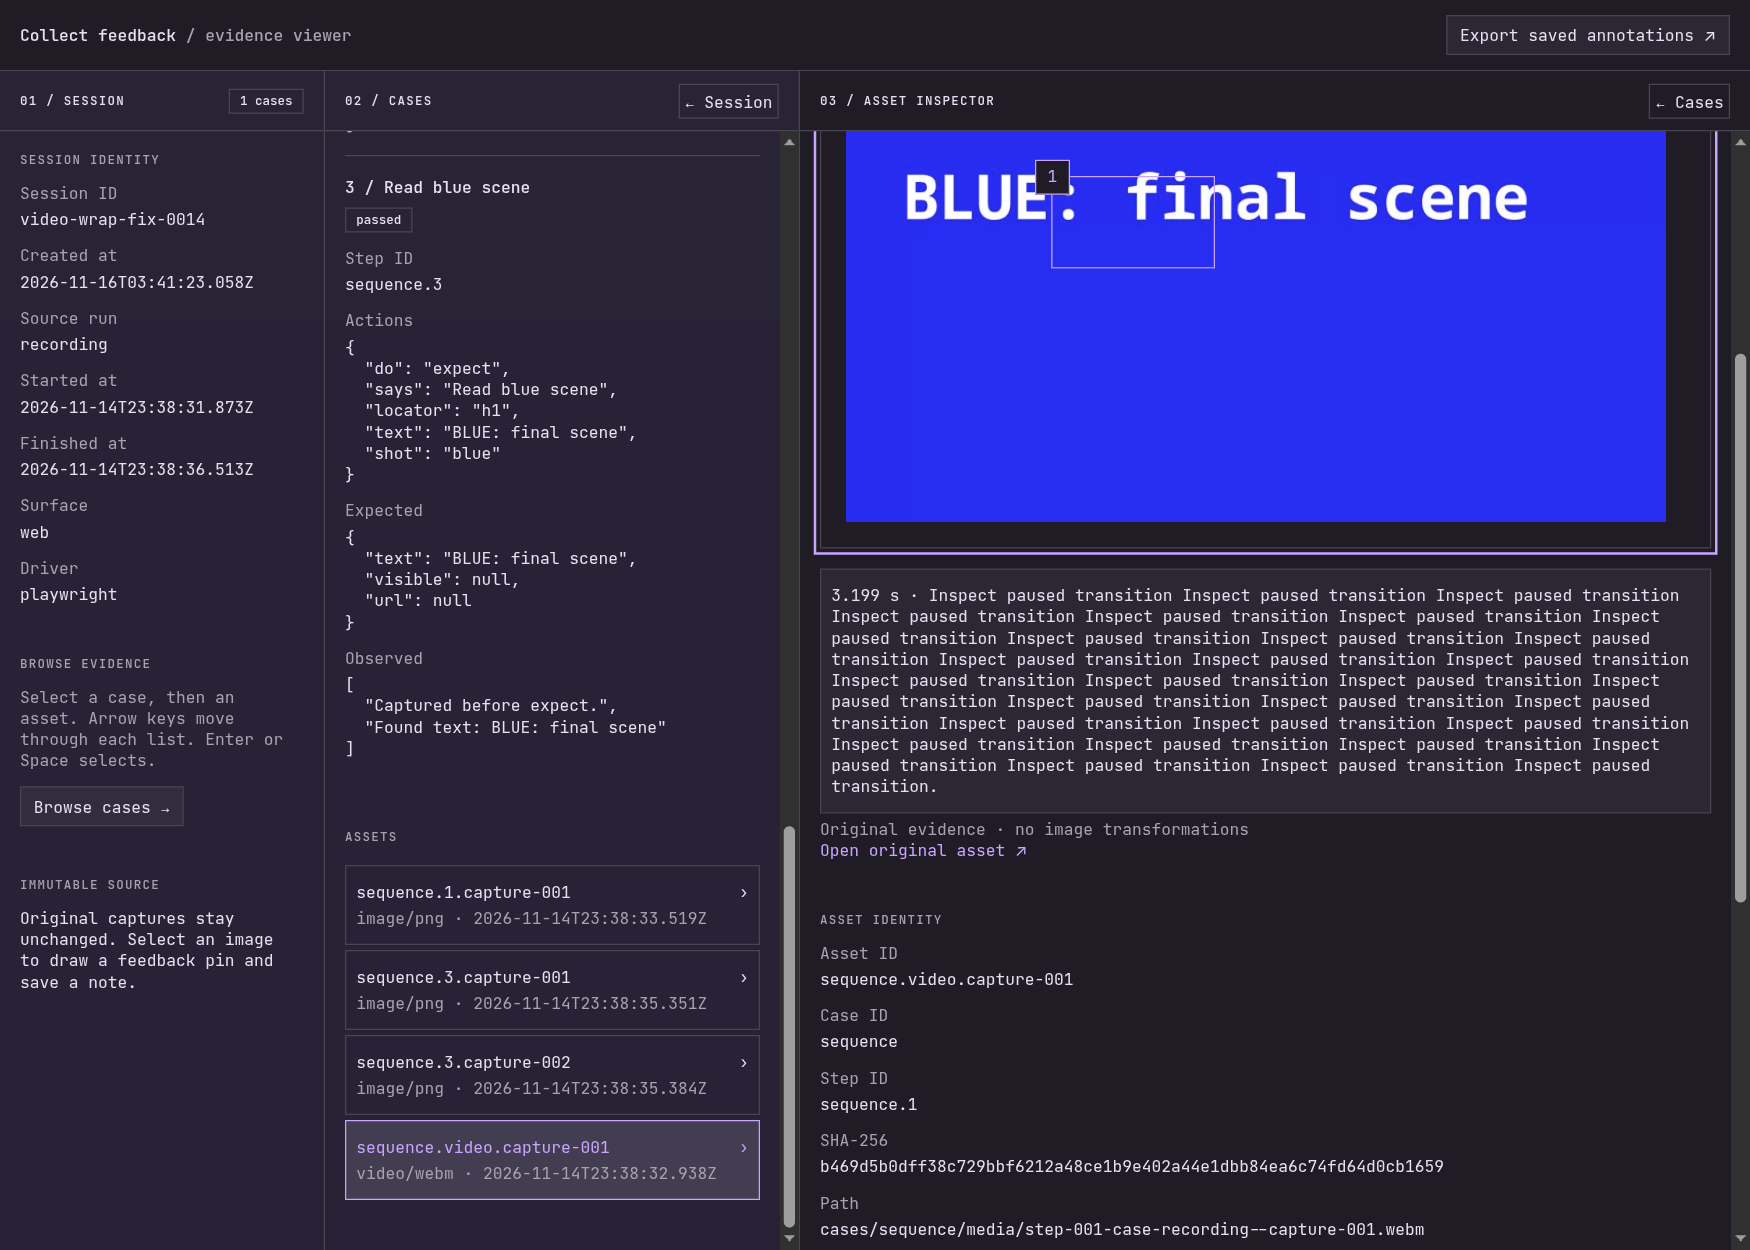 Collect feedback / evidence viewer
Export saved annotations ↗
01 / SESSION
1 cases
SESSION IDENTITY
Session ID
video-wrap-fix-0014
Created at
2026-11-16T03:41:23.058Z
Source run
recording
Started at
2026-11-14T23:38:31.873Z
Finished at
2026-11-14T23:38:36.513Z
Surface
web
Driver
playwright
BROWSE EVIDENCE
Select a case, then an
asset. Arrow keys move
through each list. Enter or
Space selects.
Browse cases →
IMMUTABLE SOURCE
Original captures stay
unchanged. Select an image
to draw a feedback pin and
save a note.
02 / CASES
← Session
3 / Read blue scene
passed
Step ID
sequence.3
Actions
{
"do": "expect",
"says": "Read blue scene",
"locator": "h1",
"text": "BLUE: final scene",
"shot": "blue"
}
Expected
{
"text": "BLUE: final scene",
"visible": null,
"url": null
}
Observed
[
"Captured before expect.",
"Found text: BLUE: final scene"
]
ASSETS
sequence.1.capture-001 ›
image/png · 2026-11-14T23:38:33.519Z
sequence.3.capture-001 ›
image/png · 2026-11-14T23:38:35.351Z
sequence.3.capture-002 ›
image/png · 2026-11-14T23:38:35.384Z
sequence.video.capture-001 ›
video/webm · 2026-11-14T23:38:32.938Z
03 / ASSET INSPECTOR
← Cases
1
BLUE: final scene
3.199 s · Inspect paused transition Inspect paused transition Inspect paused transition
Inspect paused transition Inspect paused transition Inspect paused transition Inspect
paused transition Inspect paused transition Inspect paused transition Inspect paused
transition Inspect paused transition Inspect paused transition Inspect paused transition
Inspect paused transition Inspect paused transition Inspect paused transition Inspect
paused transition Inspect paused transition Inspect paused transition Inspect paused
transition Inspect paused transition Inspect paused transition Inspect paused transition
Inspect paused transition Inspect paused transition Inspect paused transition Inspect
paused transition Inspect paused transition Inspect paused transition Inspect paused
transition.
Original evidence · no image transformations
Open original asset ↗
ASSET IDENTITY
Asset ID
sequence.video.capture-001
Case ID
sequence
Step ID
sequence.1
SHA-256
b469d5b0dff38c729bbf6212a48ce1b9e402a44e1dbb84ea6c74fd64d0cb1659
Path
cases/sequence/media/step-001-case-recording--capture-001.webm